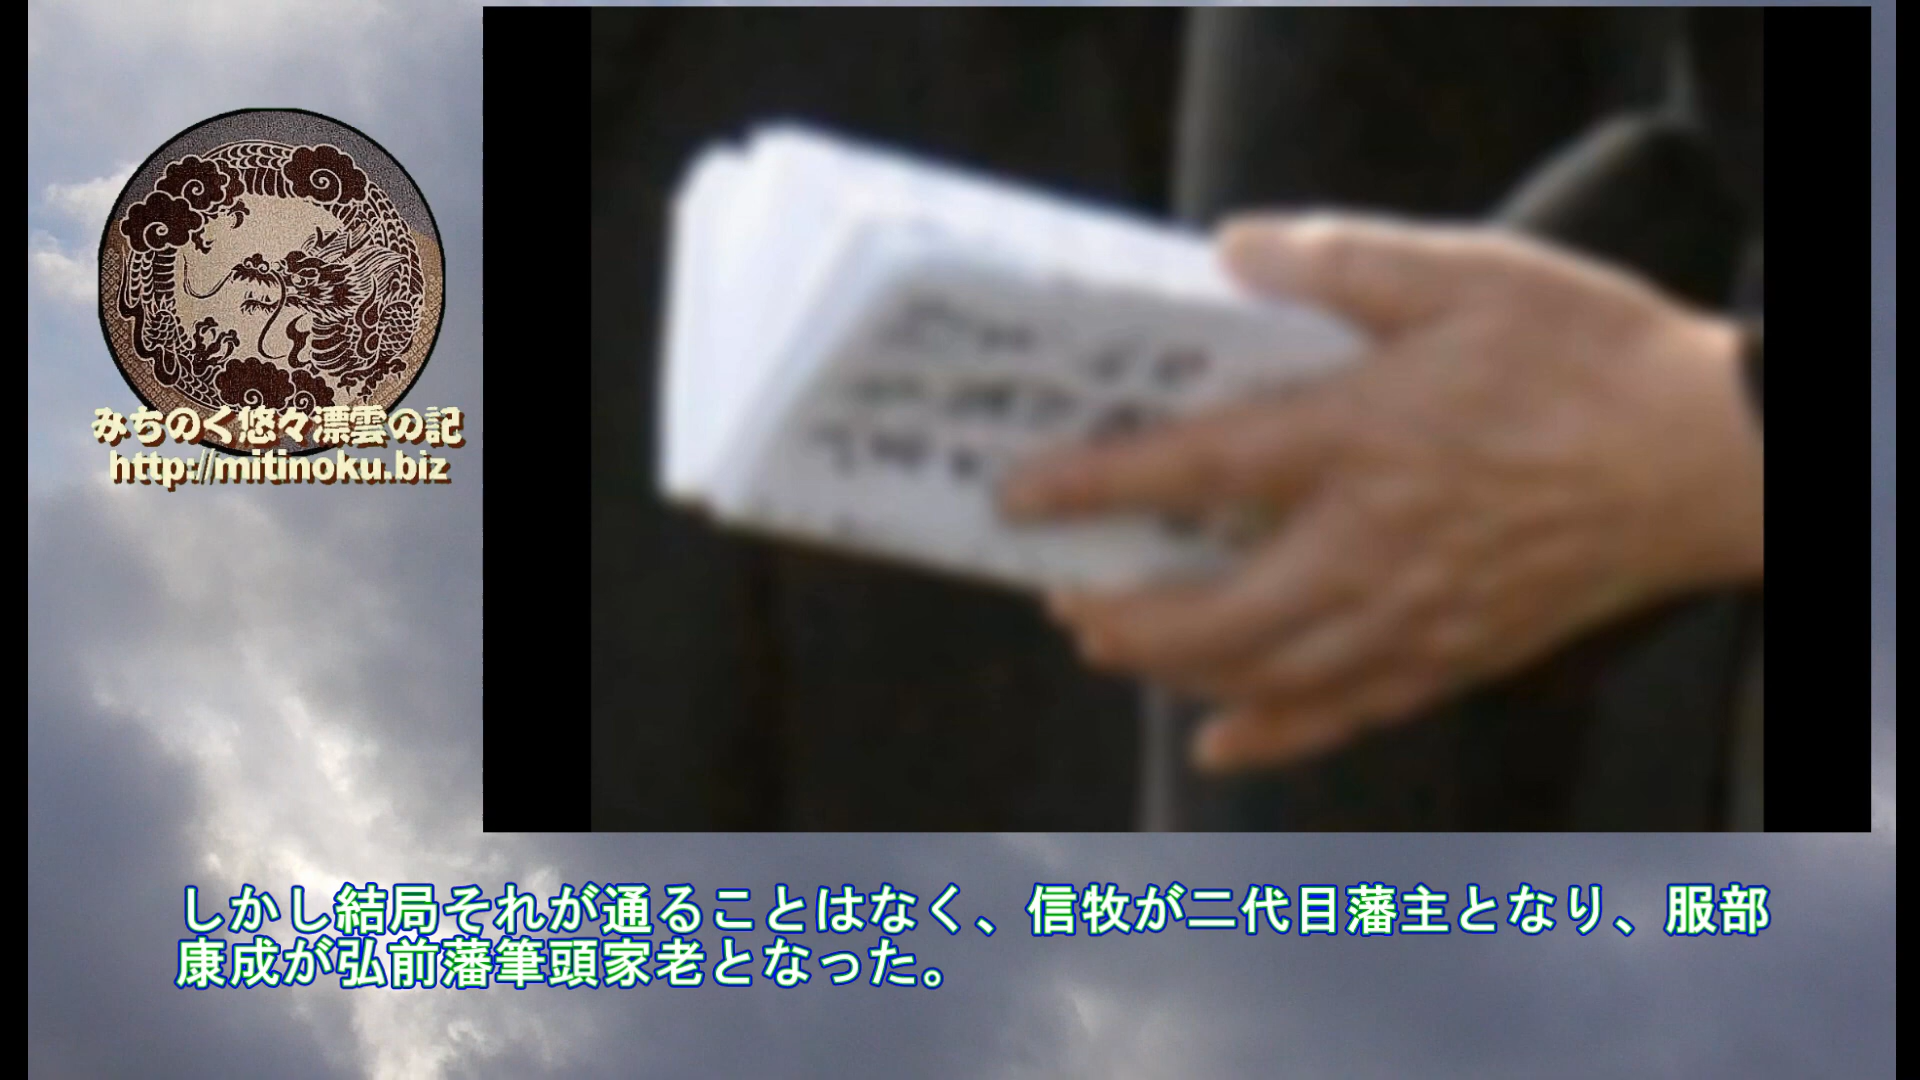 みちのく悠々漂雲の記
http://mitinoku.biz
しかし結局それが通ることはなく、信牧が二代目藩主となり、服部
康成が弘前藩筆頭家老となった。